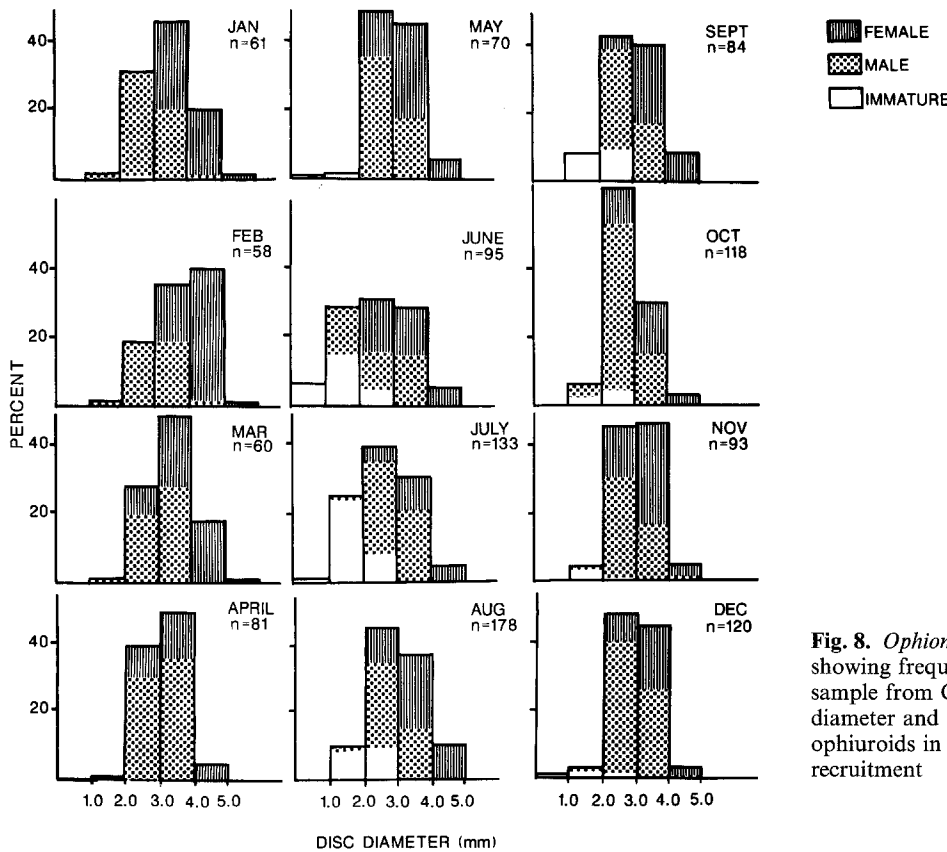 JAN
n=61
40
20
MAY
n=70
SEPT
n=84
FEMALE
MALE
IMMATURE
FEB
n=58
40
20
JUNE
n=95
OCT
n=118
PERCENT
MAR
n=60
40
20
JULY
n=133
NOV
n=93
APRIL
n=81
40
20
AUG
n=178
DEC
n=120
1.0 2.0 3.0 4.0 5.0
1.0 2.0 3.0 4.0 5.0
1.0 2.0 3.0 4.0 5.0
DISC DIAMETER (mm)
Fig. 8. Ophion
showing frequ
sample from
diameter and
ophiuroids in
recruitment